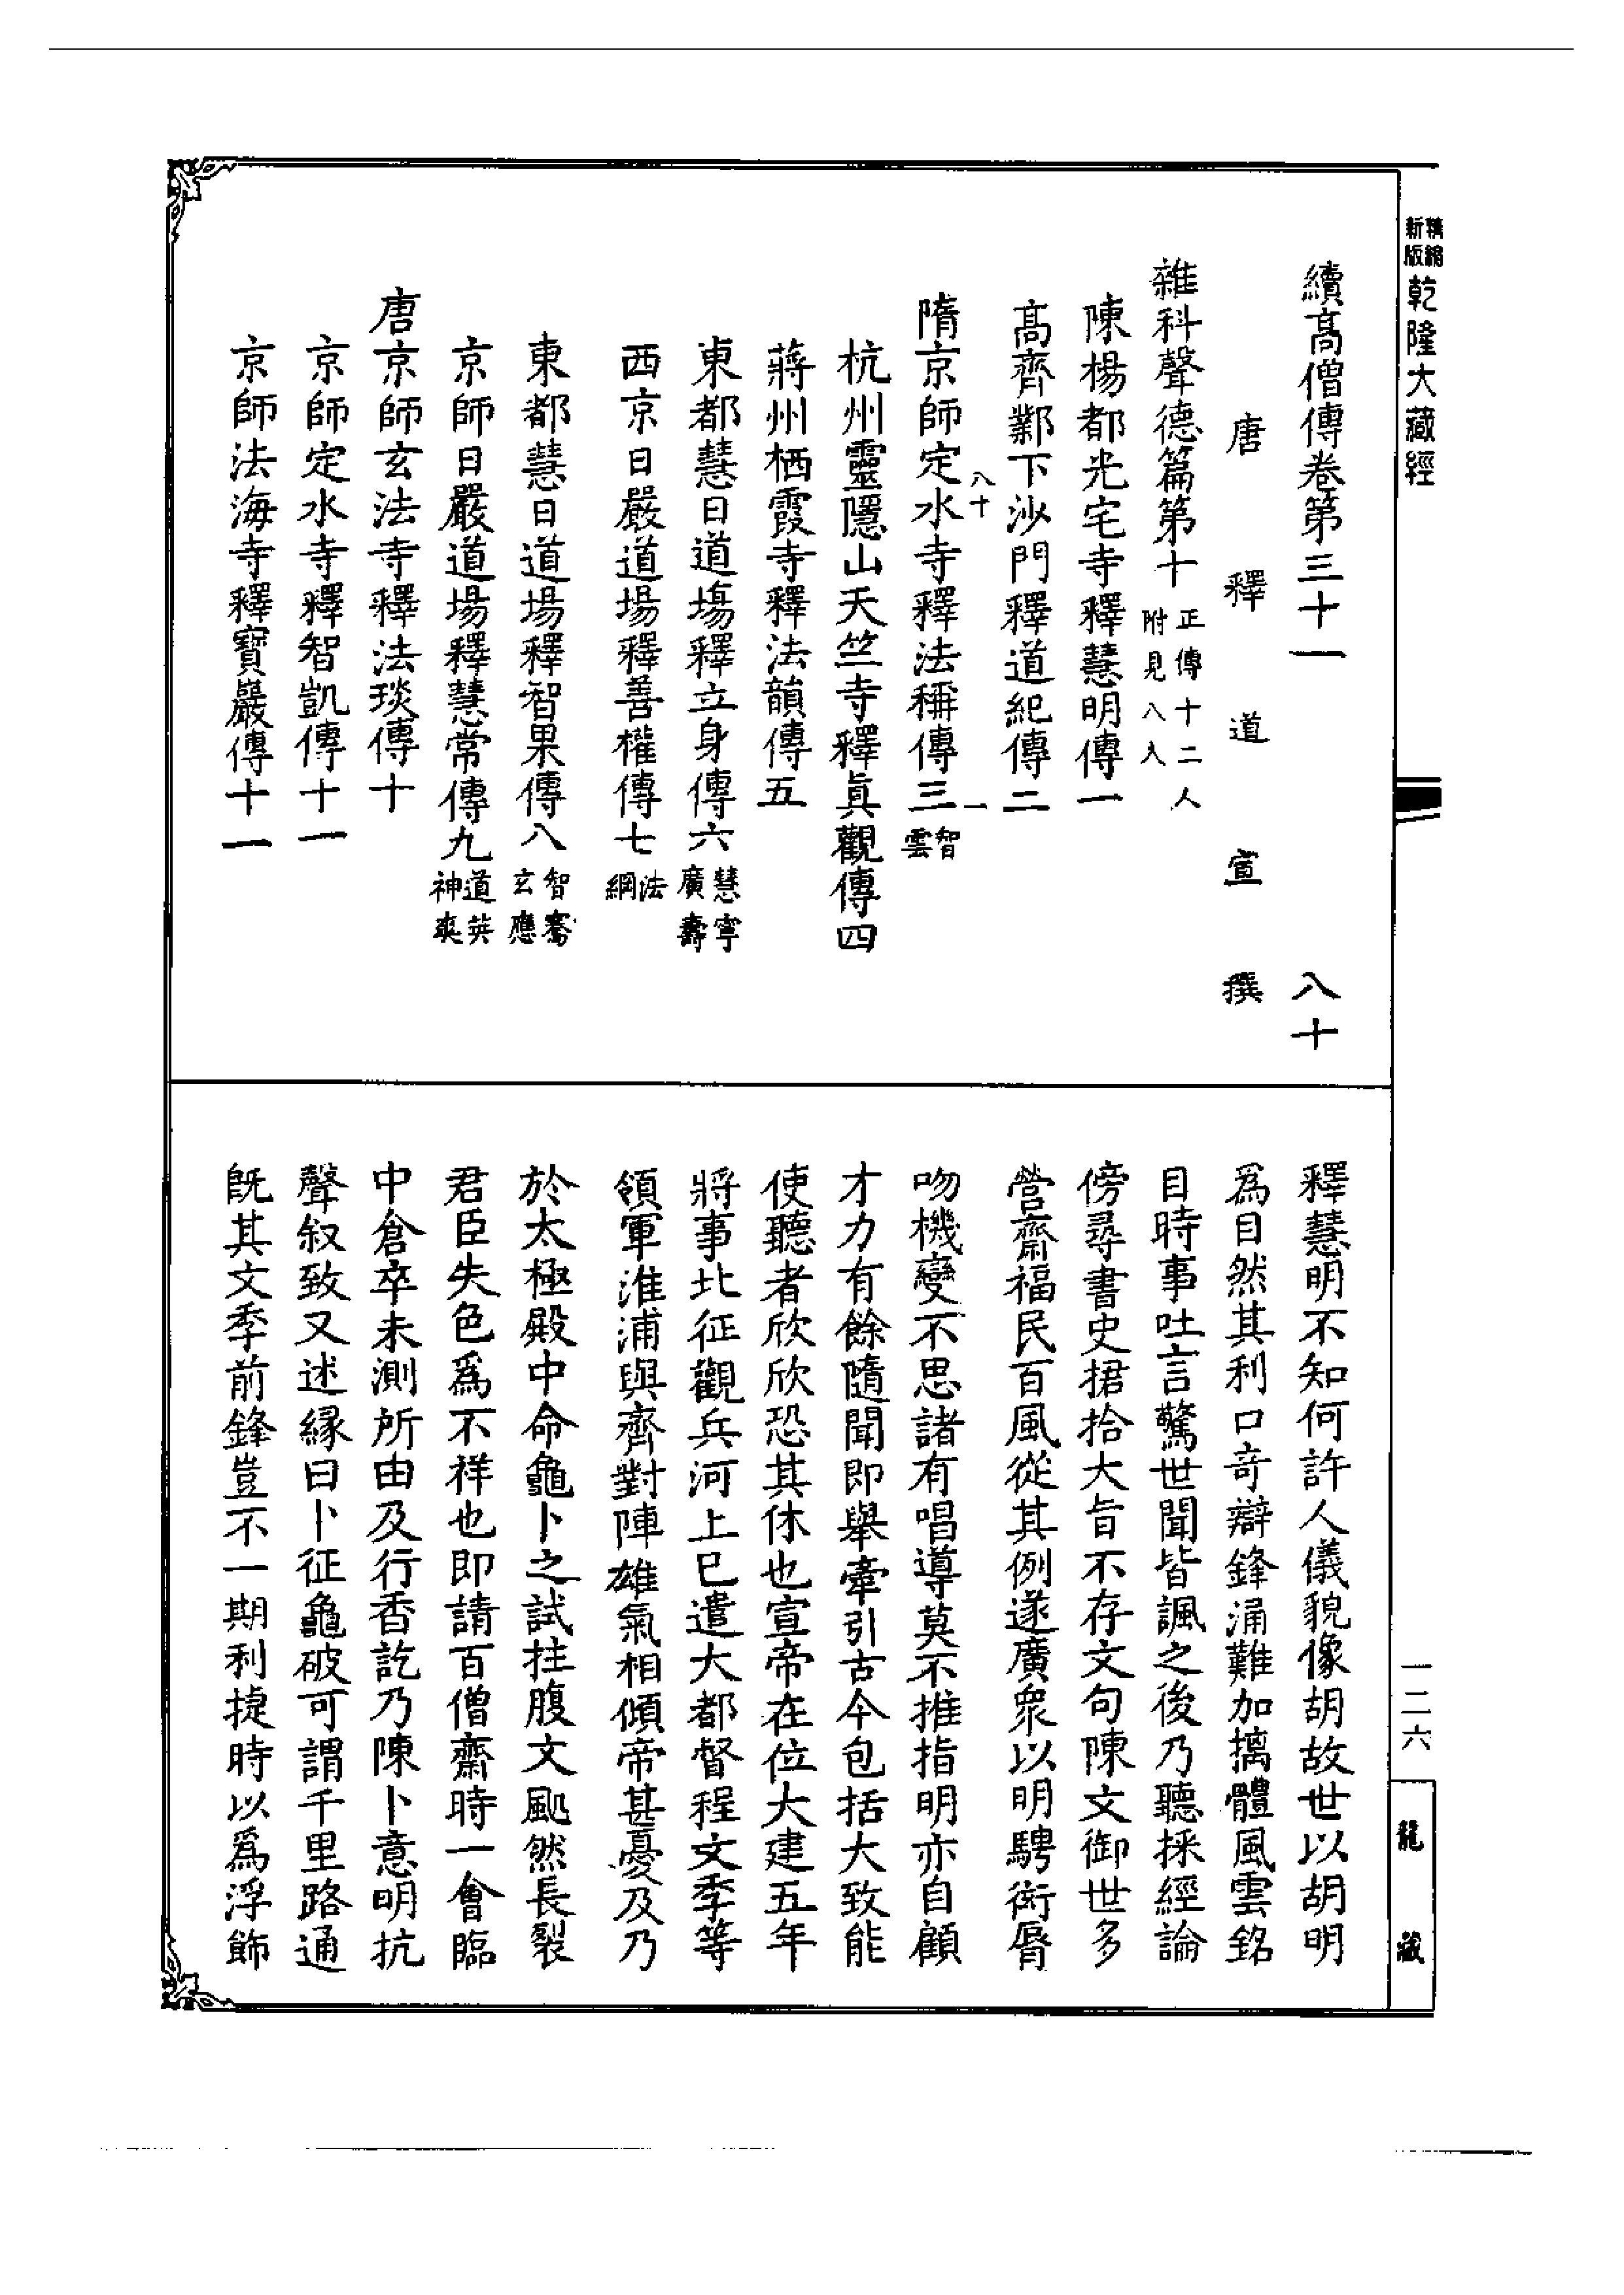 精縮新版乾隆大藏經
續高僧傳卷第三十一　八十
唐釋道宣撰
雜科聲德篇第十正傳十二人附見八人
陳楊都光宅寺釋慧明傳一
高齊鄴下沙門釋道紀傳二
八十　一
隋京師定水寺釋法稱傳三智雲
杭州靈隱山天竺寺釋眞觀傳四
蔣州栖霞寺釋法韻傳五
東都慧日道場釋立身傳六慧寧廣壽
西京日嚴道場釋善權傳七法綱
東都慧日道場釋智果傳八智騫玄應
京師日嚴道場釋慧常傳九道英神爽
唐京師玄法寺釋法琰傳十
京師定水寺釋智凱傳十一
京師法海寺釋寶巖傳十一
釋慧明不知何許人儀貌像胡故世以胡明
爲目然其利口奇辯鋒涌難加摛體風雲銘
目時事吐言驚世聞皆諷之後乃聽採經論
傍尋書史捃拾大旨不存文句陳文御世多
營齋福民百風從其例遂廣衆以明騁衒脣
吻機變不思諸有唱導莫不推指明亦自顧
才力有餘隨聞即舉牽引古今包括大致能
使聽者欣欣恐其休也宣帝在位大建五年
將事北征觀兵河上巳遣大都督程文季等
領軍淮浦與齊對陣雄氣相傾帝甚憂及乃
於太極殿中命龜卜之試拄腹文颩然長裂
君臣失色爲不祥也即請百僧齋時一會臨
中倉卒未測所由及行香訖乃陳卜意明抗
聲叙致又述緣曰卜征龜破可謂千里路通
旣其文季前鋒豈不一期利捷時以爲浮飾
一二六
龍藏